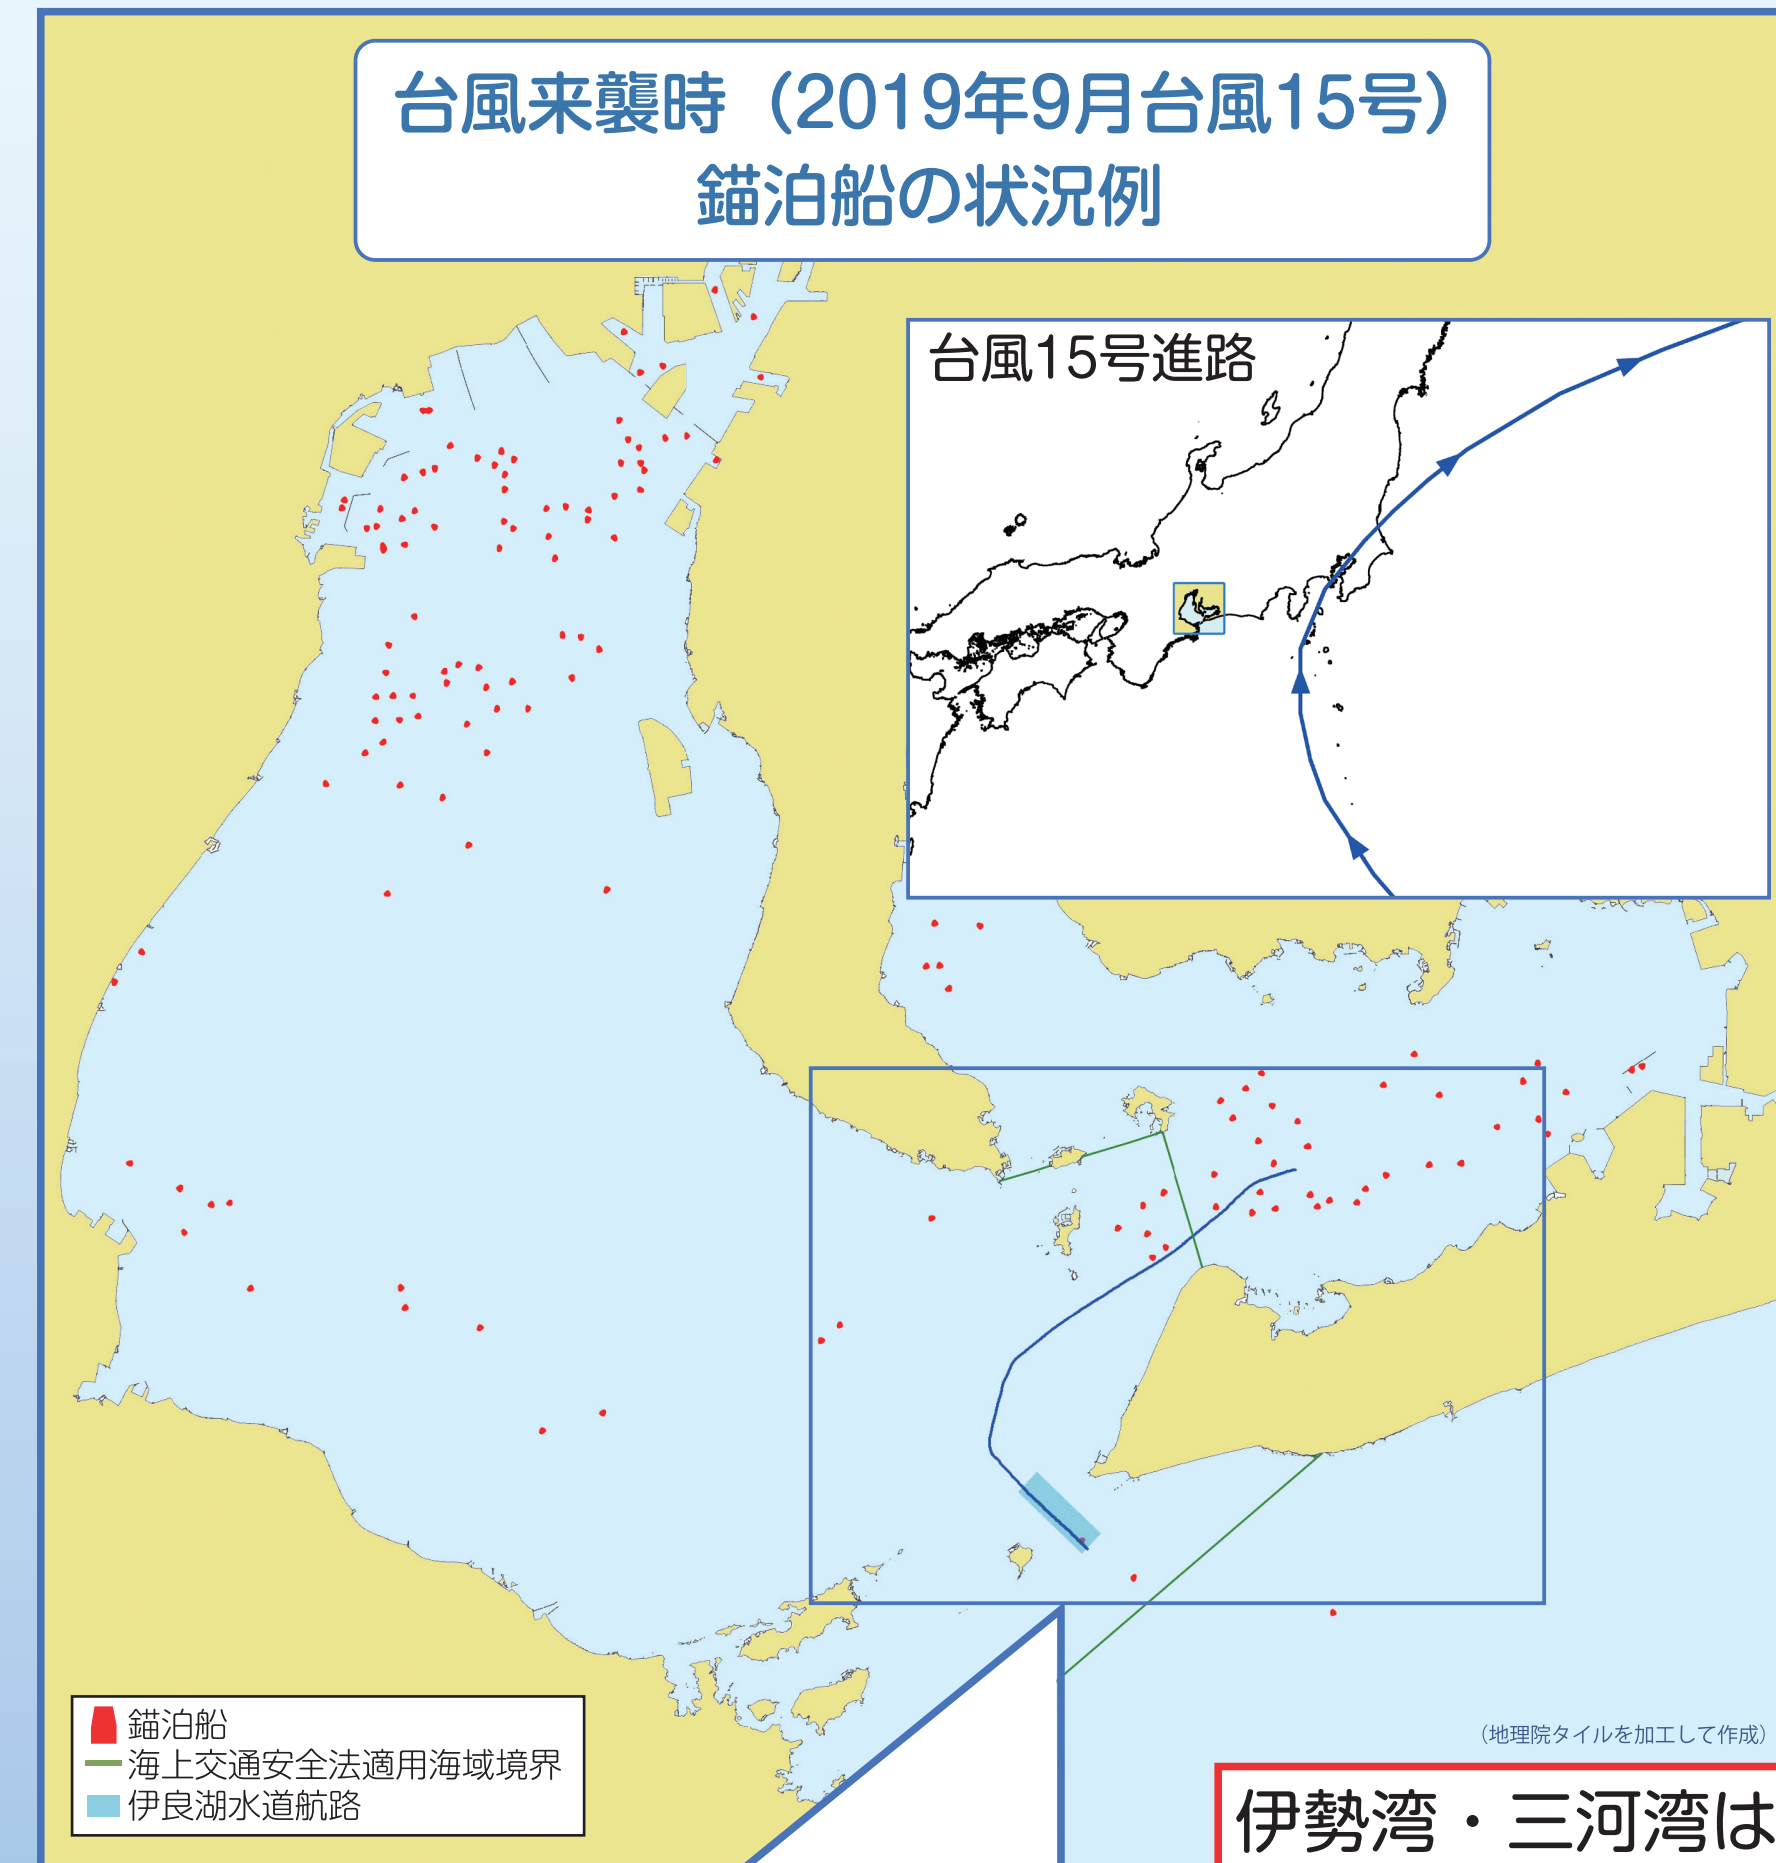 台風来襲時（2019年9月台風15号）
錨泊船の状況例
台風15号進路
錨泊船
海上交通安全法適用海域境界
伊良湖水道航路
（地理院タイルを加工して作成）
伊勢湾・三河湾は